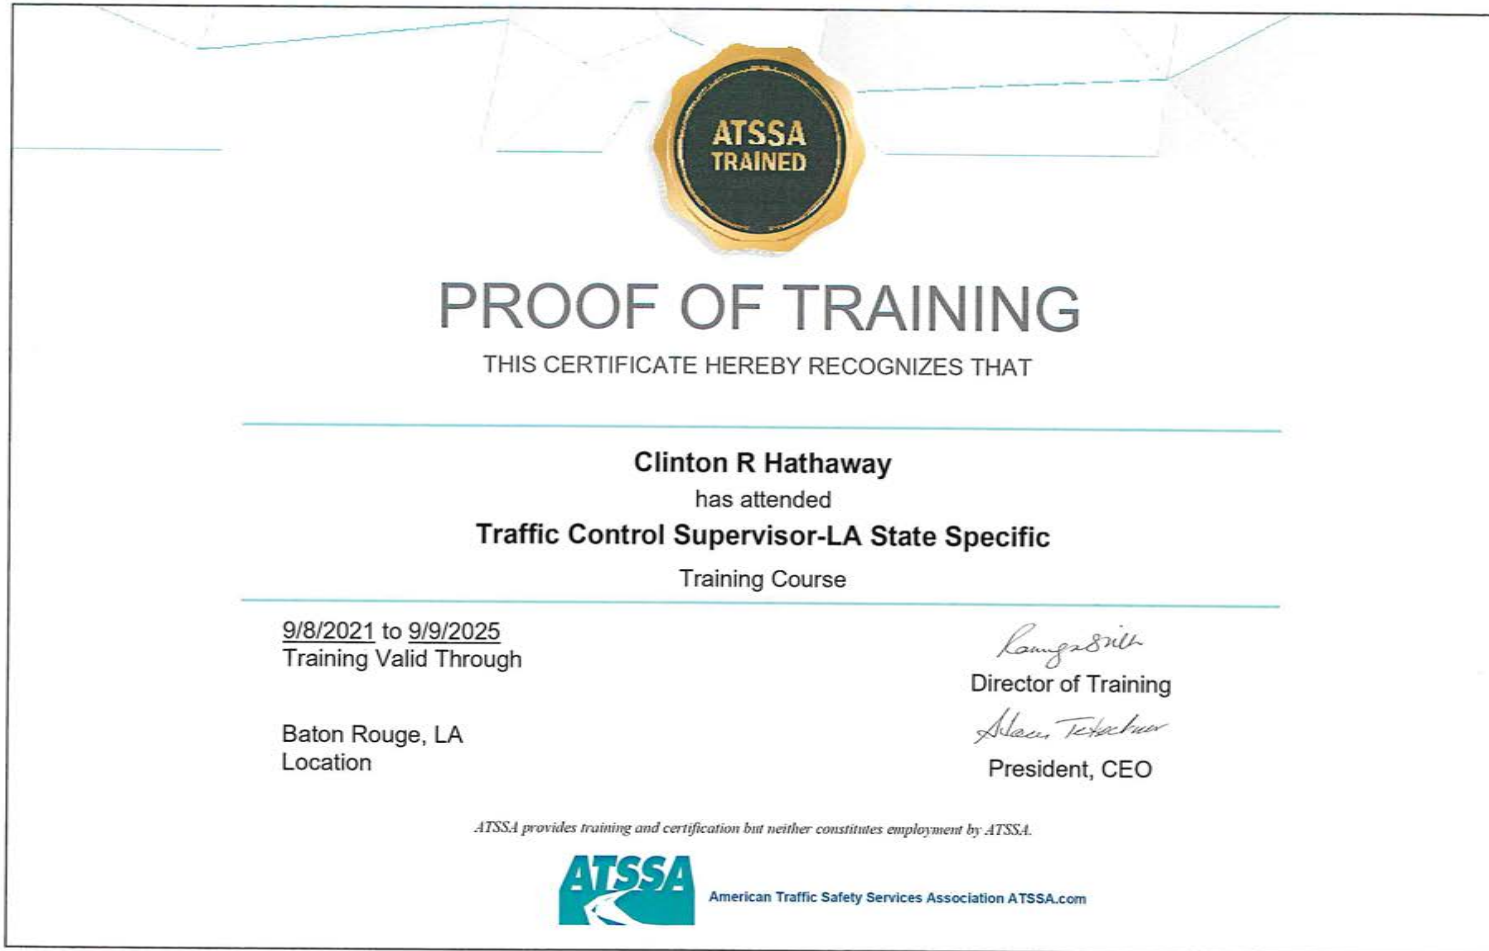 ATSSA
TRAINED
PROOF OF TRAINING
THIS CERTIFICATE HEREBY RECOGNIZES THAT
Clinton R Hathaway
has attended
Traffic Control Supervisor-LA State Specific
Training Course
9/8/2021 to 9/9/2025
Training Valid Through
Director of Training
Baton Rouge, LA
Location
President, CEO
ATSSA provides training and certification but neither constitutes employment by ATSSA.
ATSSA
American Traffic Safety Services Association ATSSA.com